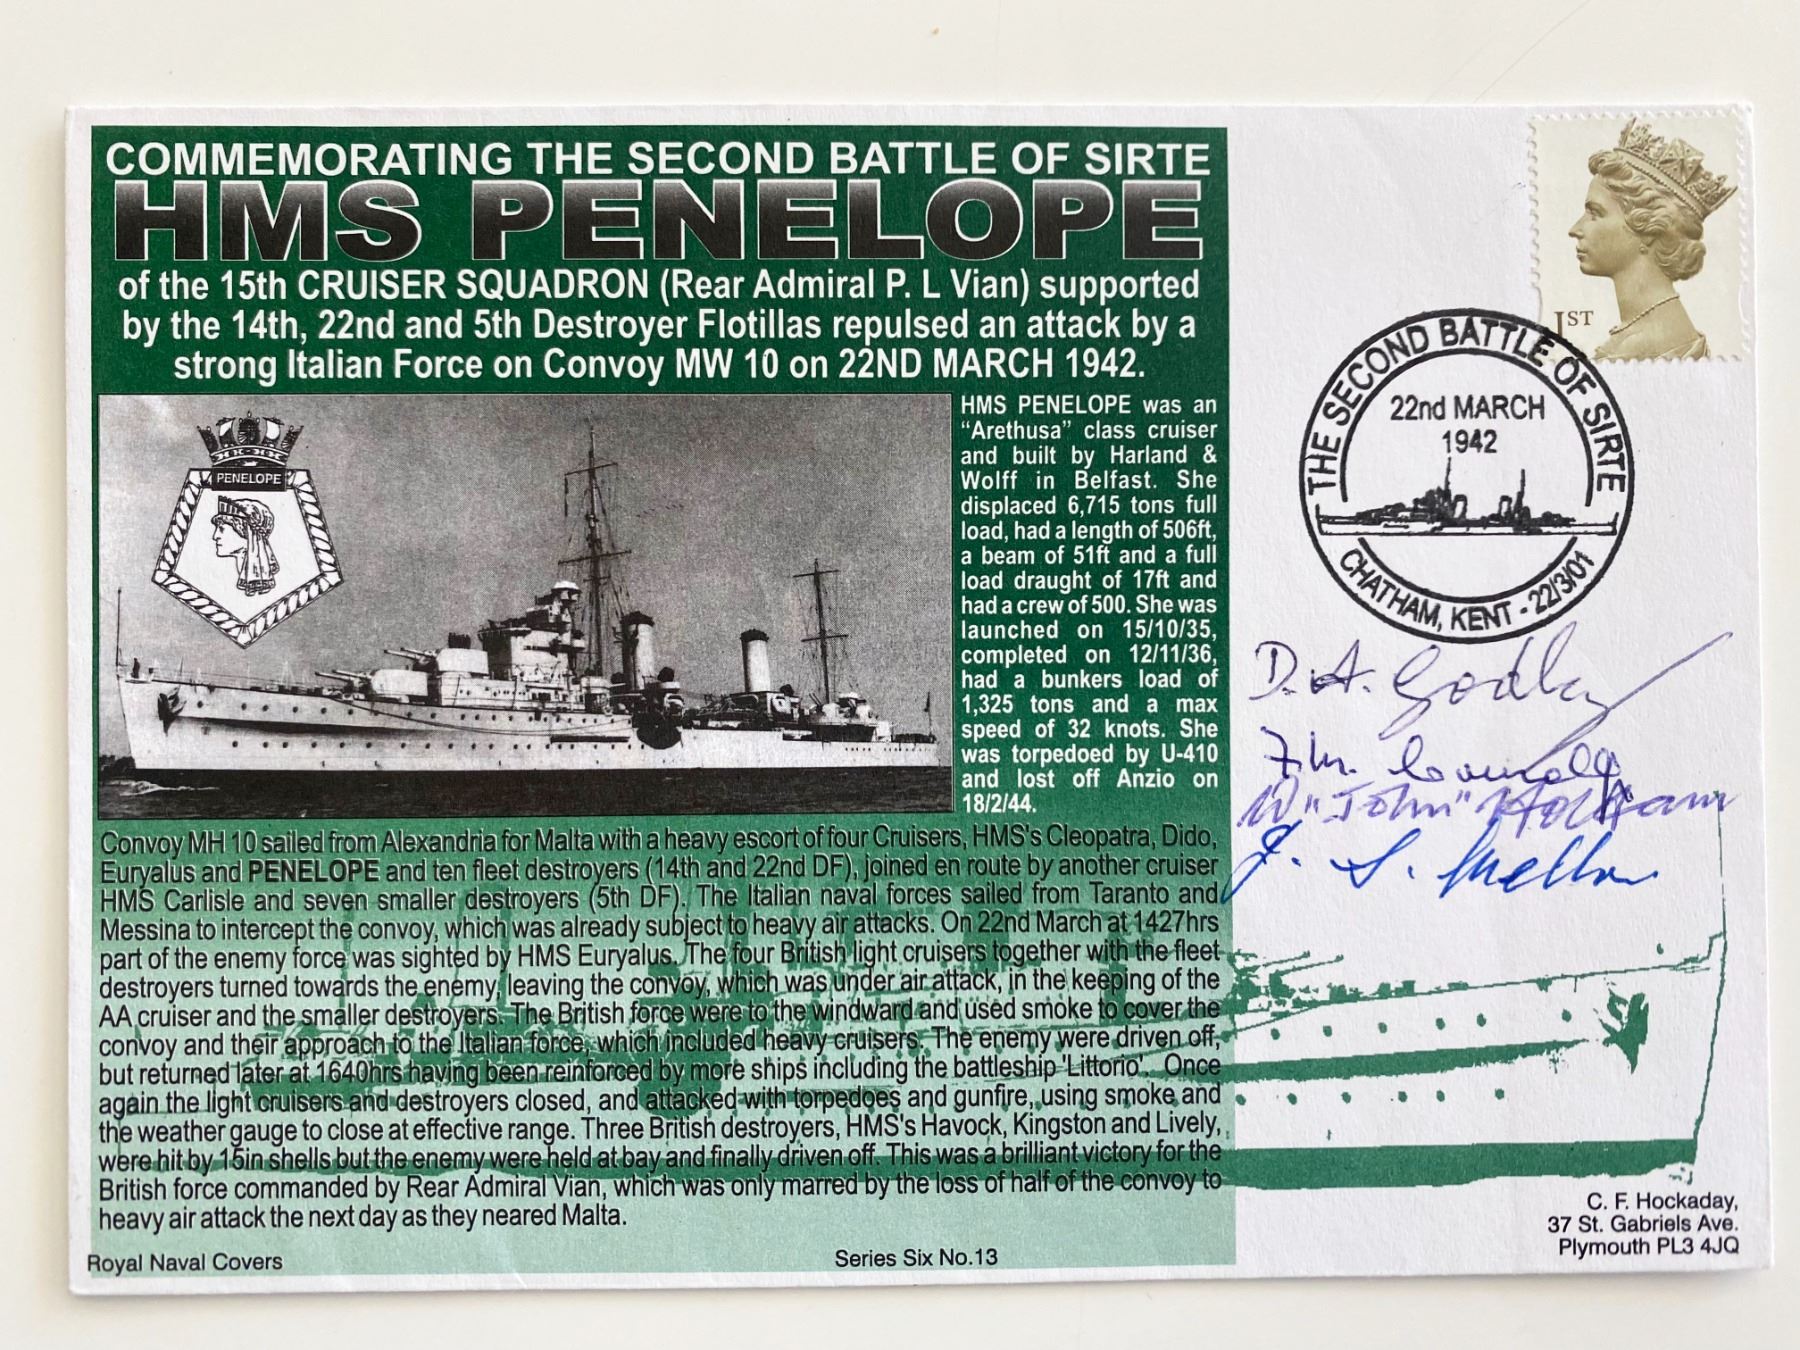 COMMEMORATING THE SECOND BATTLE OF SIRTE
HMS PENELOPE
of the 15th CRUISER SQUADRON (Rear Admiral P. L Vian) supported
by the 14th, 22nd and 5th Destroyer Flotillas repulsed an attack by a
strong Italian Force on Convoy MW 10 on 22ND MARCH 1942.
PENELOPE
HMS PENELOPE was an
“Arethusa” class cruiser
and built by Harland &
Wolff in Belfast. She
displaced 6,715 tons full
load, had a length of 506ft,
a beam of 51ft and a full
load draught of 17ft and
had a crew of 500. She was
launched on 15/10/35,
completed on 12/11/36,
had a bunkers load of
1,325 tons and a max
speed of 32 knots. She
was torpedoed by U-410
and lost off Anzio on
18/2/44.
Convoy MH 10 sailed from Alexandria for Malta with a heavy escort of four Cruisers, HMS's Cleopatra, Dido,
Euryalus and PENELOPE and ten fleet destroyers (14th and 22nd DF), joined en route by another cruiser
HMS Carlisle and seven smaller destroyers (5th DF). The Italian naval forces sailed from Taranto and
Messina to intercept the convoy, which was already subject to heavy air attacks. On 22nd March at 1427hrs
part of the enemy force was sighted by HMS Euryalus. The four British light cruisers together with the fleet
destroyers turned towards the enemy, leaving the convoy, which was under air attack, in the keeping of the
AA cruiser and the smaller destroyers. The British force were to the windward and used smoke to cover the
convoy and their approach to the Italian force, which included heavy cruisers. The enemy were driven off,
but returned later at 1640hrs having been reinforced by more ships including the battleship 'Littorio'. Once
again the light cruisers and destroyers closed, and attacked with torpedoes and gunfire, using smoke and
the weather gauge to close at effective range. Three British destroyers, HMS's Havock, Kingston and Lively,
were hit by 15in shells but the enemy were held at bay and finally driven off. This was a brilliant victory for the
British force commanded by Rear Admiral Vian, which was only marred by the loss of half of the convoy to
heavy air attack the next day as they neared Malta.
Royal Naval Covers
Series Six No.13
1ST
THE SECOND BATTLE OF SIRTE
22nd MARCH
1942
CHATHAM, KENT - 22/3/01
D. A. Godley
W "John"
J. S. Mellor
C. F. Hockaday,
37 St. Gabriels Ave.
Plymouth PL3 4JQ